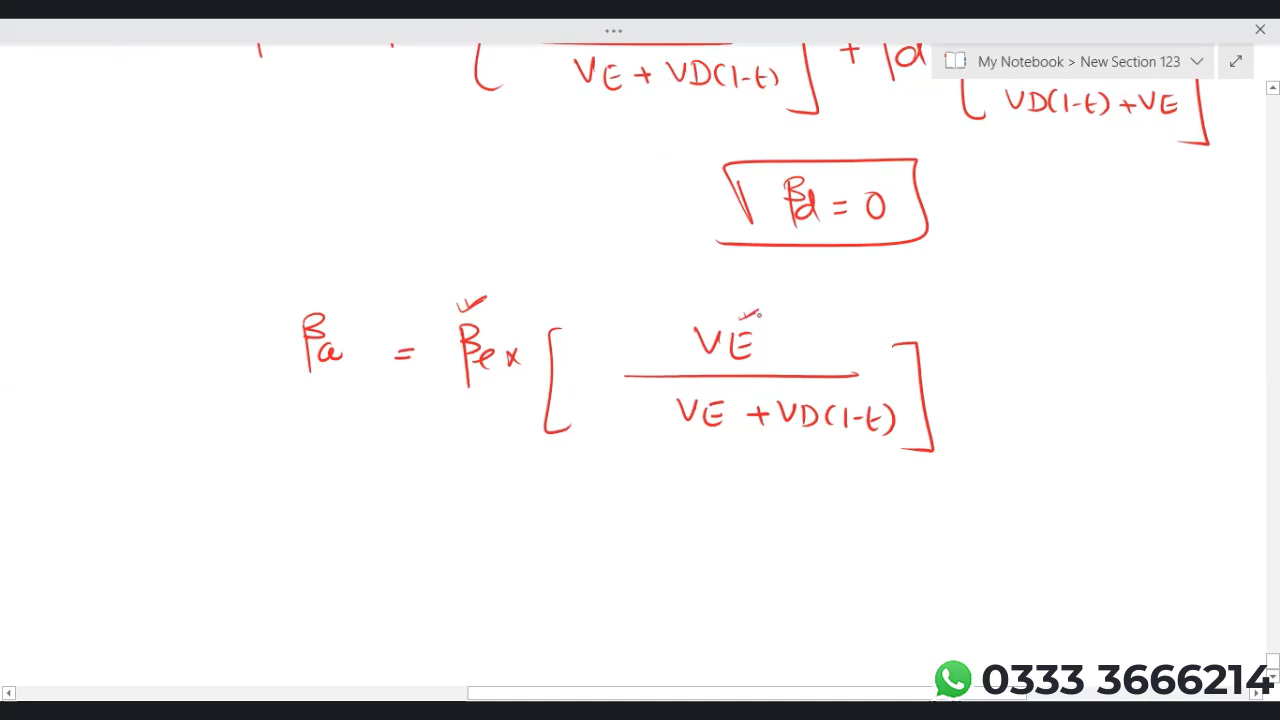 My Notebook > New Section 123
VE + VD(1-t) + βd VD(1-t) + VE
βd = 0
βa = βe x [ VE
VE + VD(1-t) ]
0333 3666214